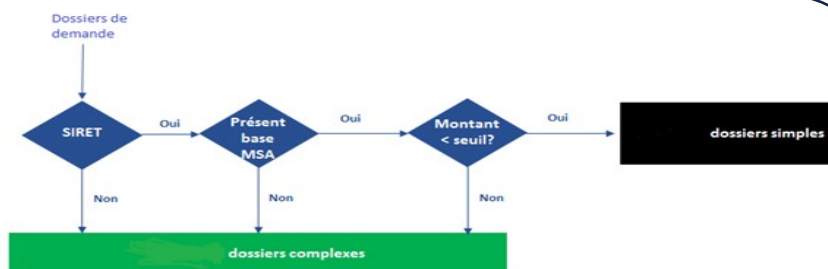 Dossiers de
demande
SIRET
Oui
Présent
base
MSA
Oui
Montant
< seuil?
Oui
dossiers simples
Non
Non
Non
dossiers complexes